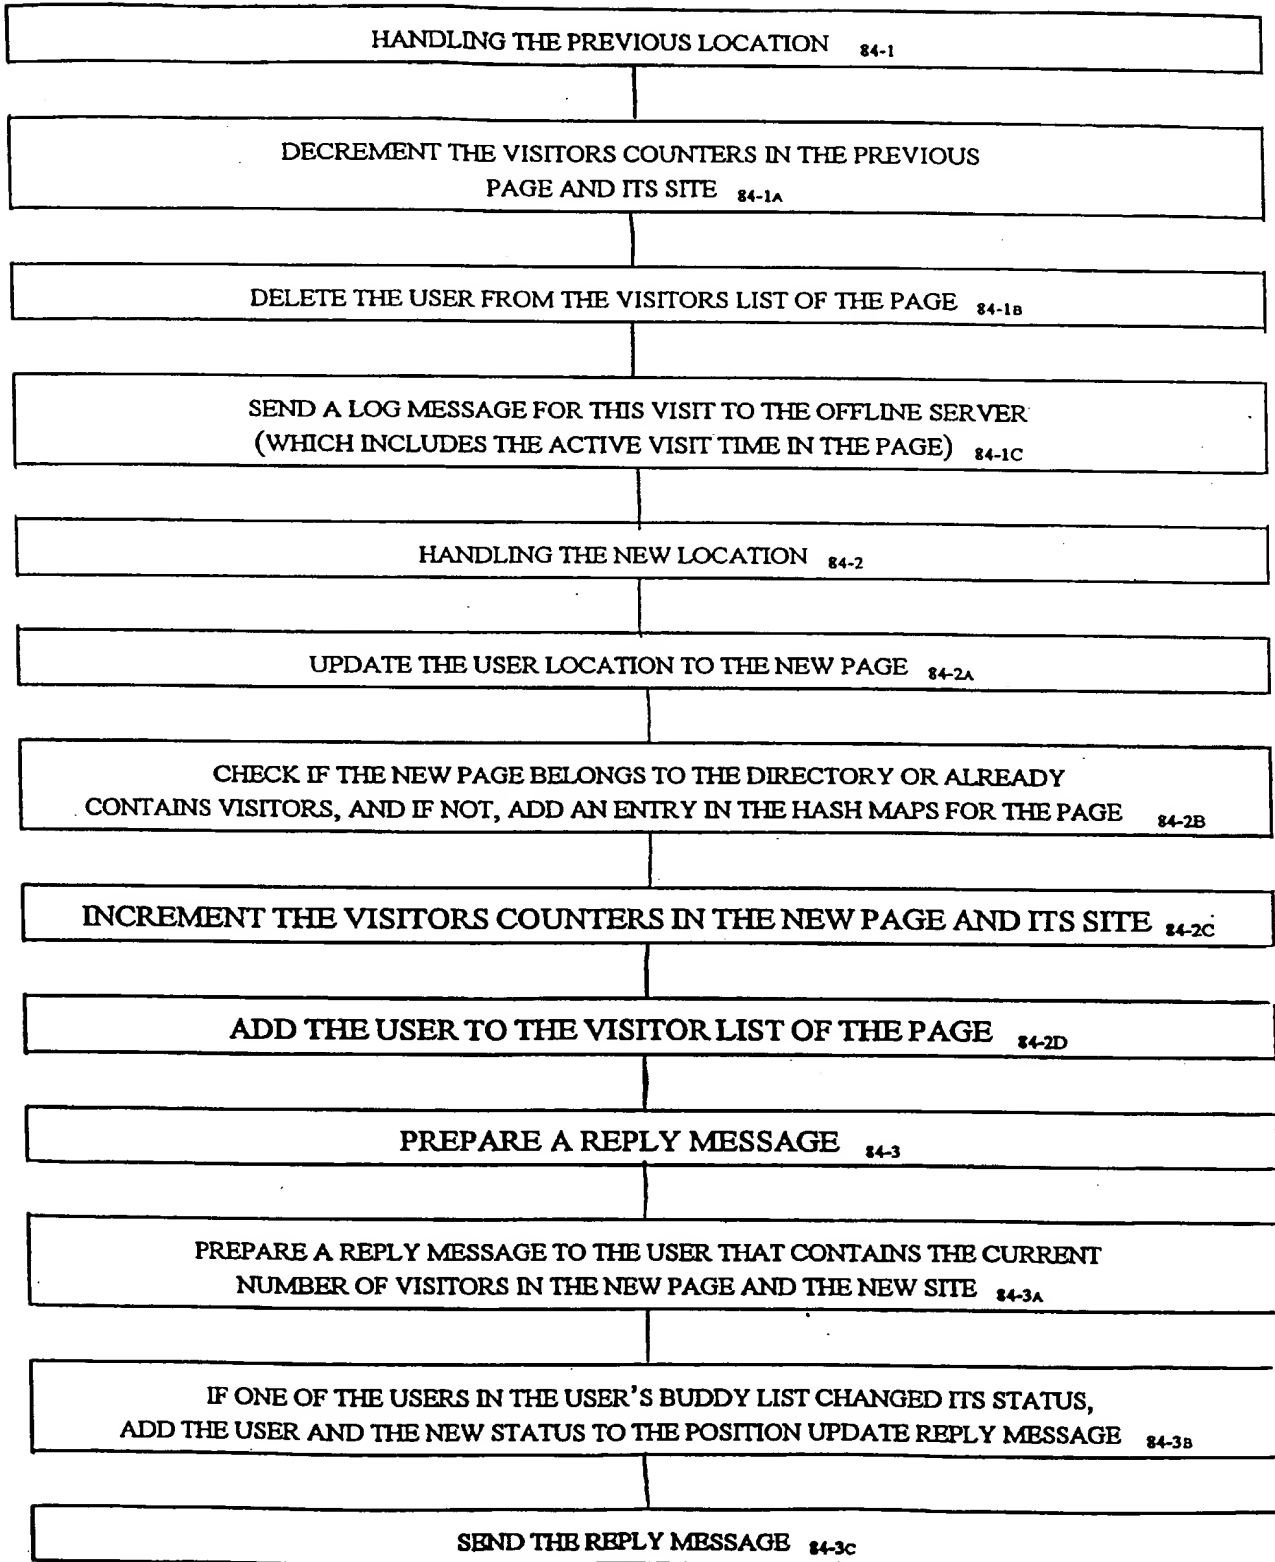 HANDLING THE PREVIOUS LOCATION 84-1
DECREMENT THE VISITORS COUNTERS IN THE PREVIOUS
PAGE AND ITS SITE 84-1A
DELETE THE USER FROM THE VISITORS LIST OF THE PAGE 84-1B
SEND A LOG MESSAGE FOR THIS VISIT TO THE OFFLINE SERVER
(WHICH INCLUDES THE ACTIVE VISIT TIME IN THE PAGE) 84-1C
HANDLING THE NEW LOCATION 84-2
UPDATE THE USER LOCATION TO THE NEW PAGE 84-2A
CHECK IF THE NEW PAGE BELONGS TO THE DIRECTORY OR ALREADY
CONTAINS VISITORS, AND IF NOT, ADD AN ENTRY IN THE HASH MAPS FOR THE PAGE 84-2B
INCREMENT THE VISITORS COUNTERS IN THE NEW PAGE AND ITS SITE 84-2C
ADD THE USER TO THE VISITOR LIST OF THE PAGE 84-2D
PREPARE A REPLY MESSAGE 84-3
PREPARE A REPLY MESSAGE TO THE USER THAT CONTAINS THE CURRENT
NUMBER OF VISITORS IN THE NEW PAGE AND THE NEW SITE 84-3A
IF ONE OF THE USERS IN THE USER'S BUDDY LIST CHANGED ITS STATUS,
ADD THE USER AND THE NEW STATUS TO THE POSITION UPDATE REPLY MESSAGE 84-3B
SEND THE REPLY MESSAGE 84-3C